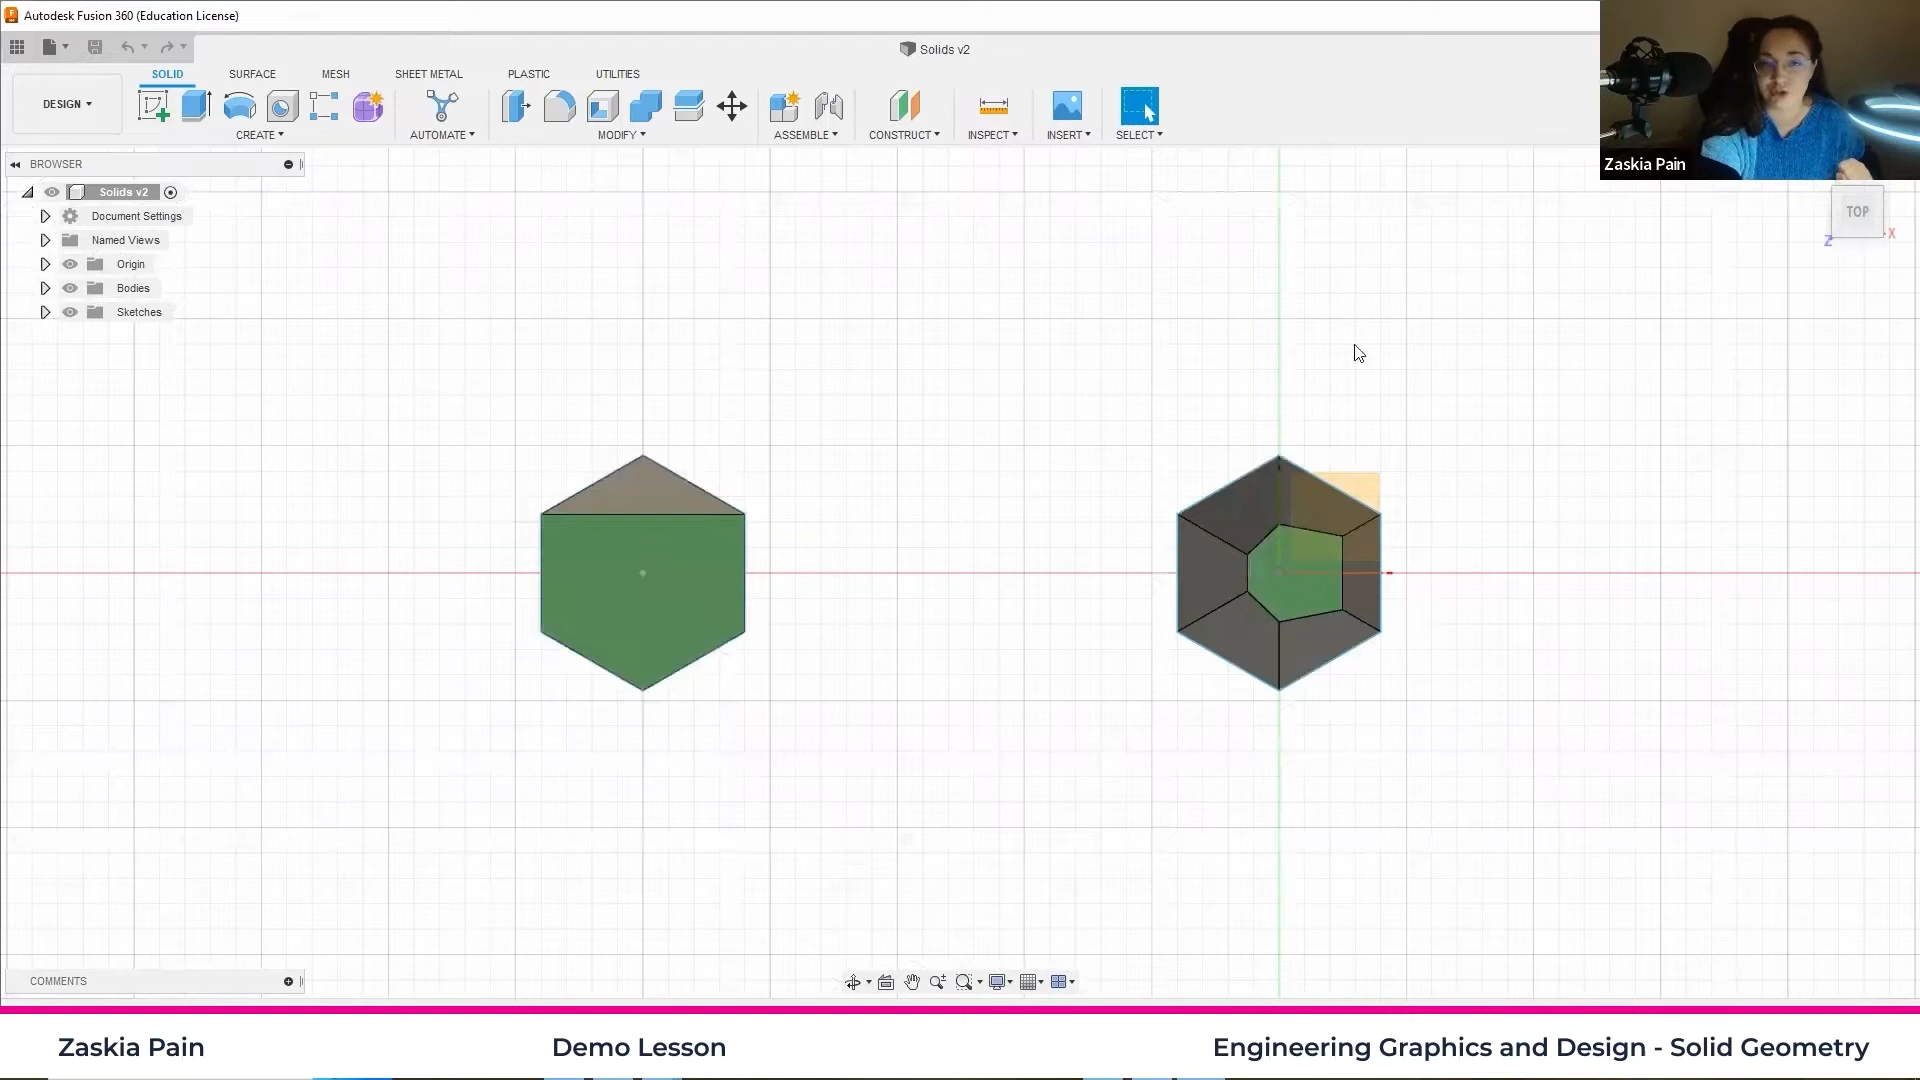 Autodesk Fusion 360 (Education License)
Solids v2
SOLID SURFACE MESH SHEET METAL PLASTIC UTILITIES
DESIGN
CREATE AUTOMATE MODIFY ASSEMBLE CONSTRUCT INSPECT INSERT SELECT
Zaskia Pain
BROWSER
Solids v2
Document Settings
Named Views
Origin
Bodies
Sketches
TOP
Z X
COMMENTS
Zaskia Pain Demo Lesson Engineering Graphics and Design - Solid Geometry